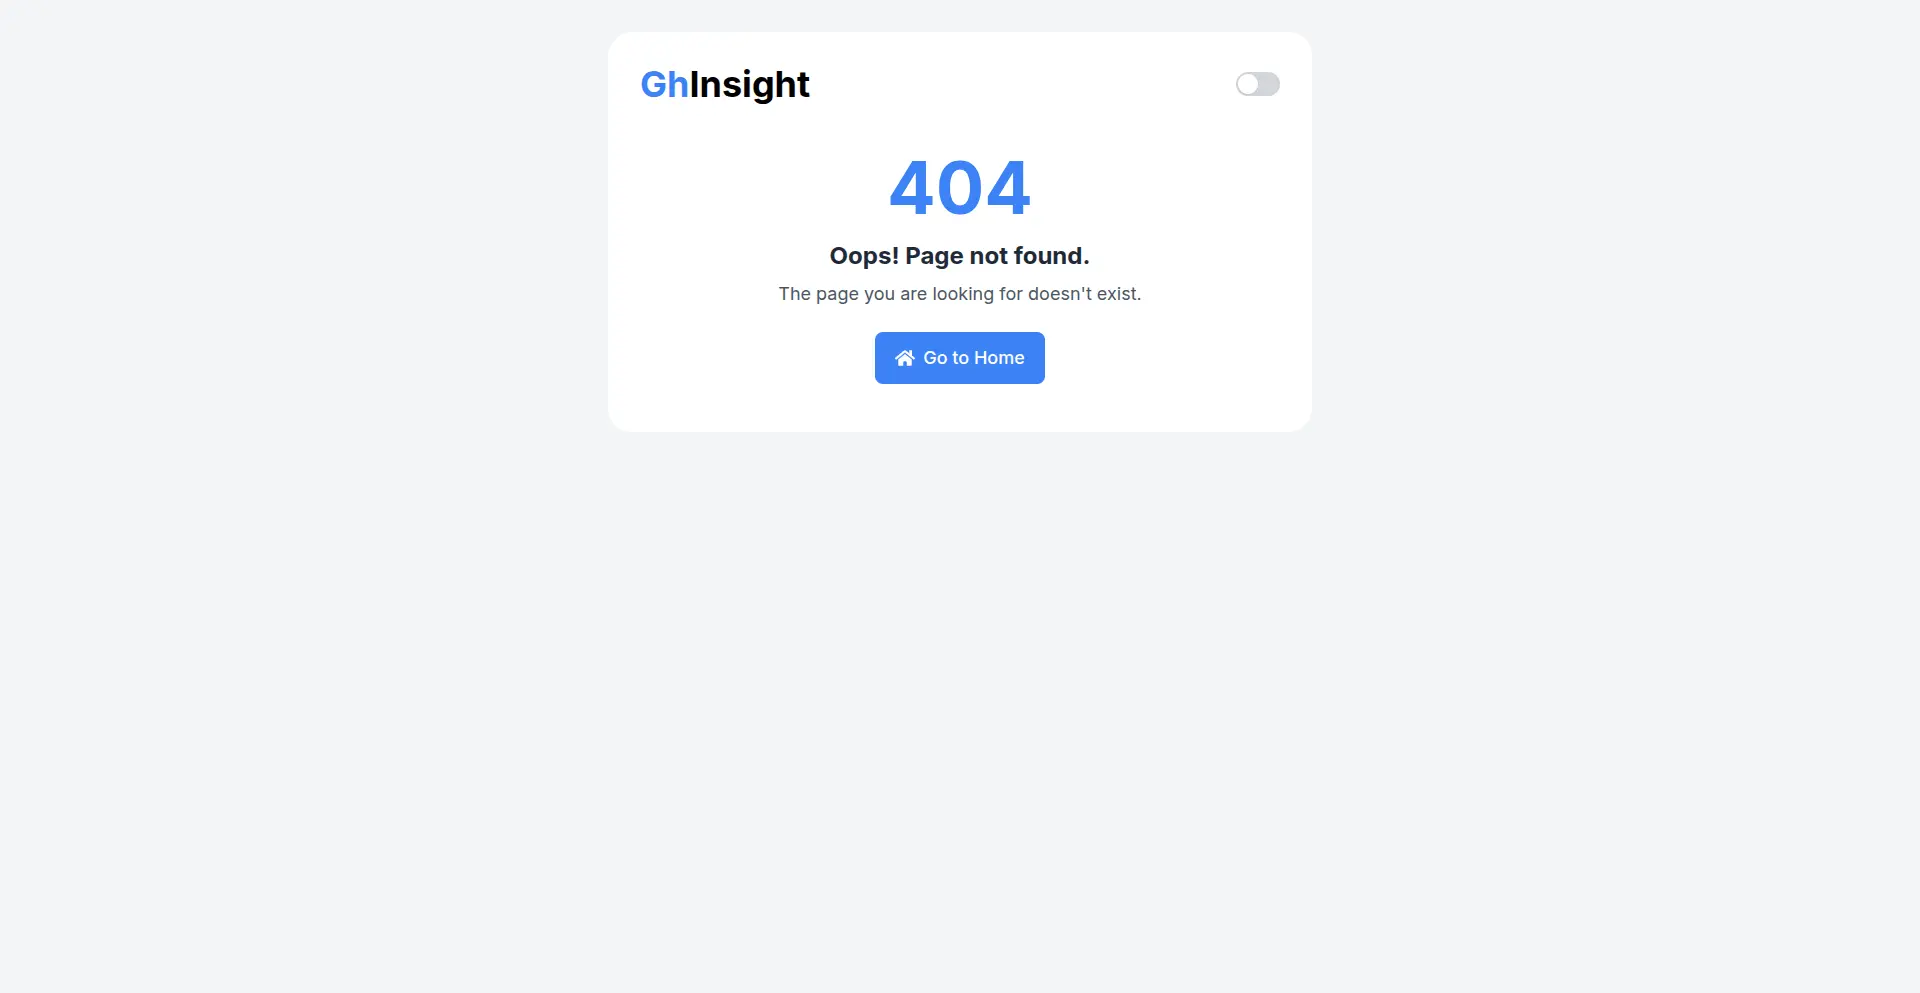 GhInsight
404
Oops! Page not found.
The page you are looking for doesn't exist.
Go to Home